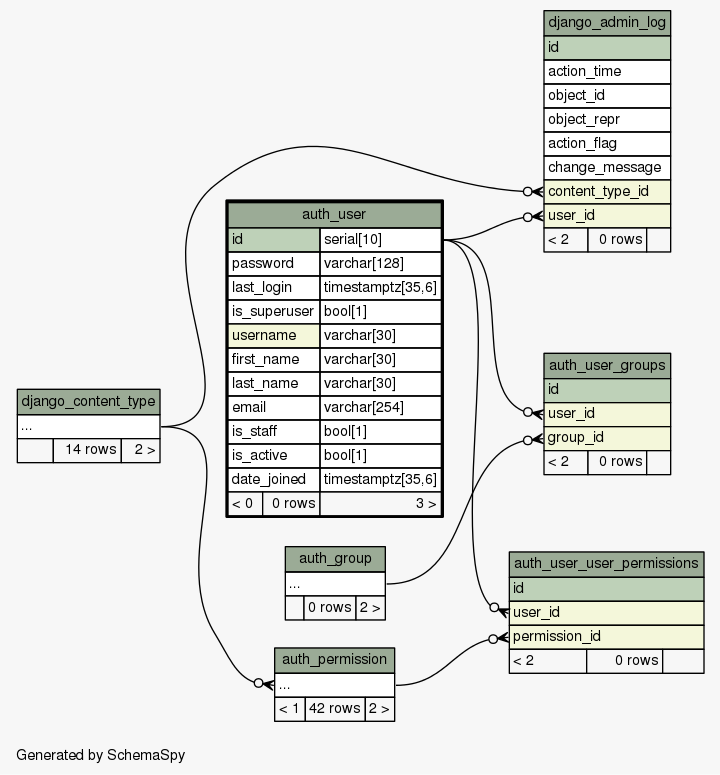 django_admin_log
id
action_time
object_id
object_repr
action_flag
change_message
content_type_id
user_id
< 2 0 rows
auth_user
id serial[10]
password varchar[128]
last_login timestamptz[35,6]
is_superuser bool[1]
username varchar[30]
first_name varchar[30]
last_name varchar[30]
email varchar[254]
is_staff bool[1]
is_active bool[1]
date_joined timestamptz[35,6]
< 0 0 rows 3 >
auth_user_groups
id
user_id
group_id
< 2 0 rows
django_content_type
...
14 rows 2 >
auth_group
...
0 rows 2 >
auth_user_user_permissions
id
user_id
permission_id
< 2 0 rows
auth_permission
...
< 1 42 rows 2 >
Generated by SchemaSpy